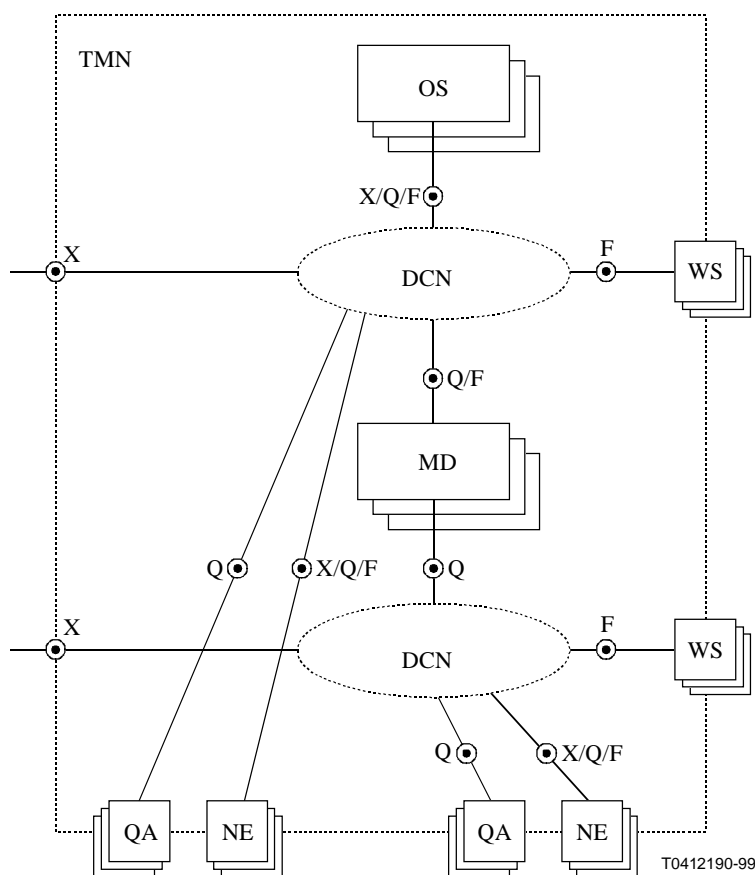 TMN
OS
X/Q/F
X
F
DCN
WS
Q/F
MD
Q
X/Q/F
Q
X
F
DCN
WS
Q
X/Q/F
QA
NE
QA
NE
T0412190-99